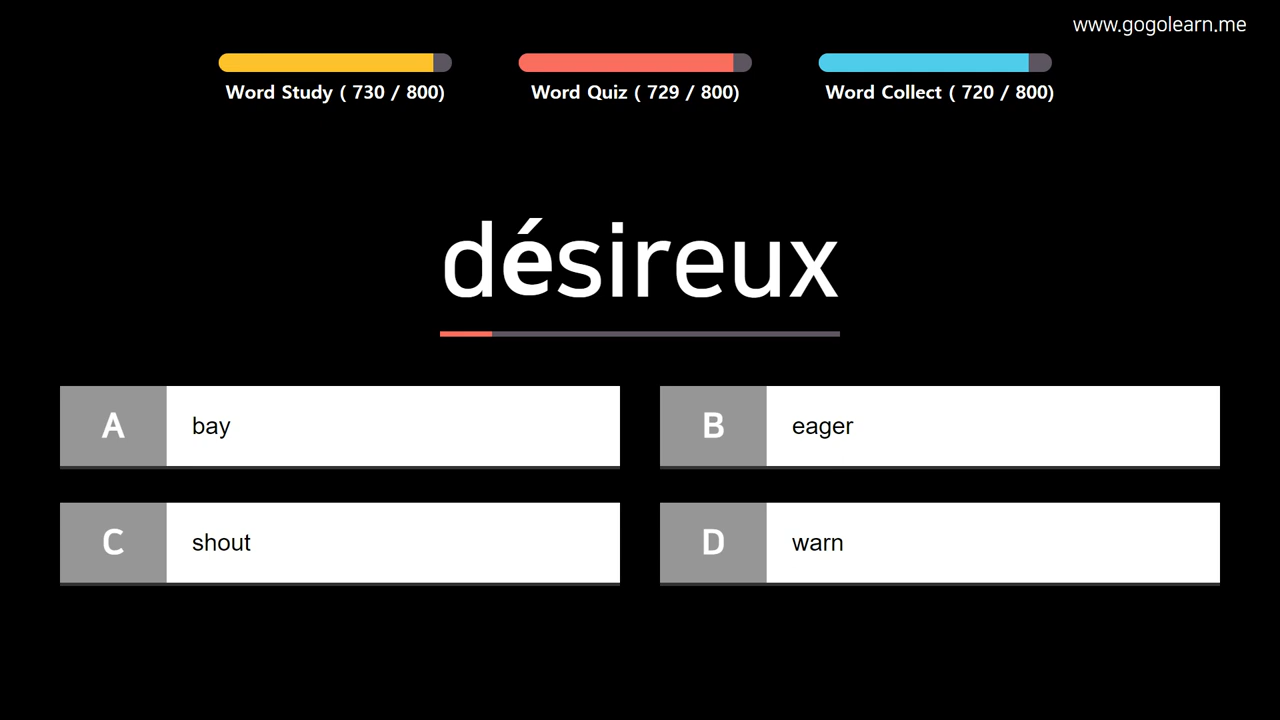 www.gogolearn.me
Word Study ( 730 / 800)
Word Quiz ( 729 / 800)
Word Collect ( 720 / 800)
désireux
A bay
B eager
C shout
D warn